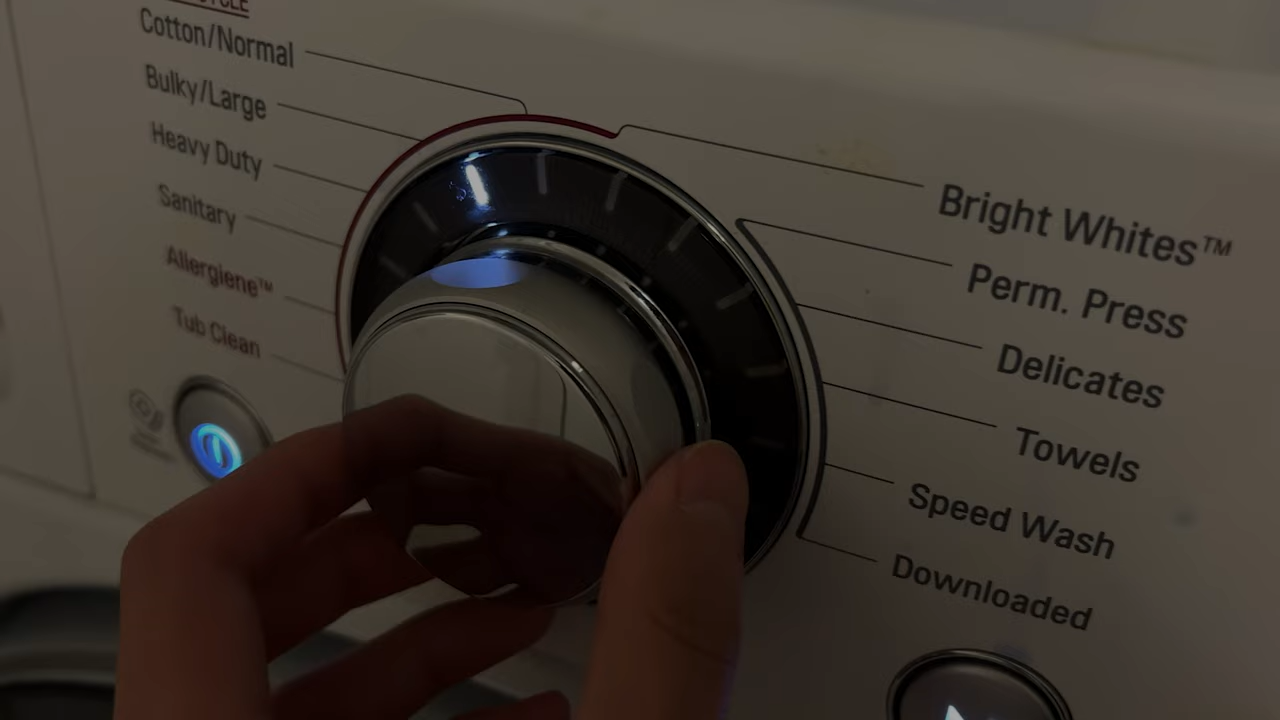 Cotton/Normal
Bulky/Large
Heavy Duty
Sanitary
Allergiene™
Tub Clean
Bright Whites™
Perm. Press
Delicates
Towels
Speed Wash
Downloaded